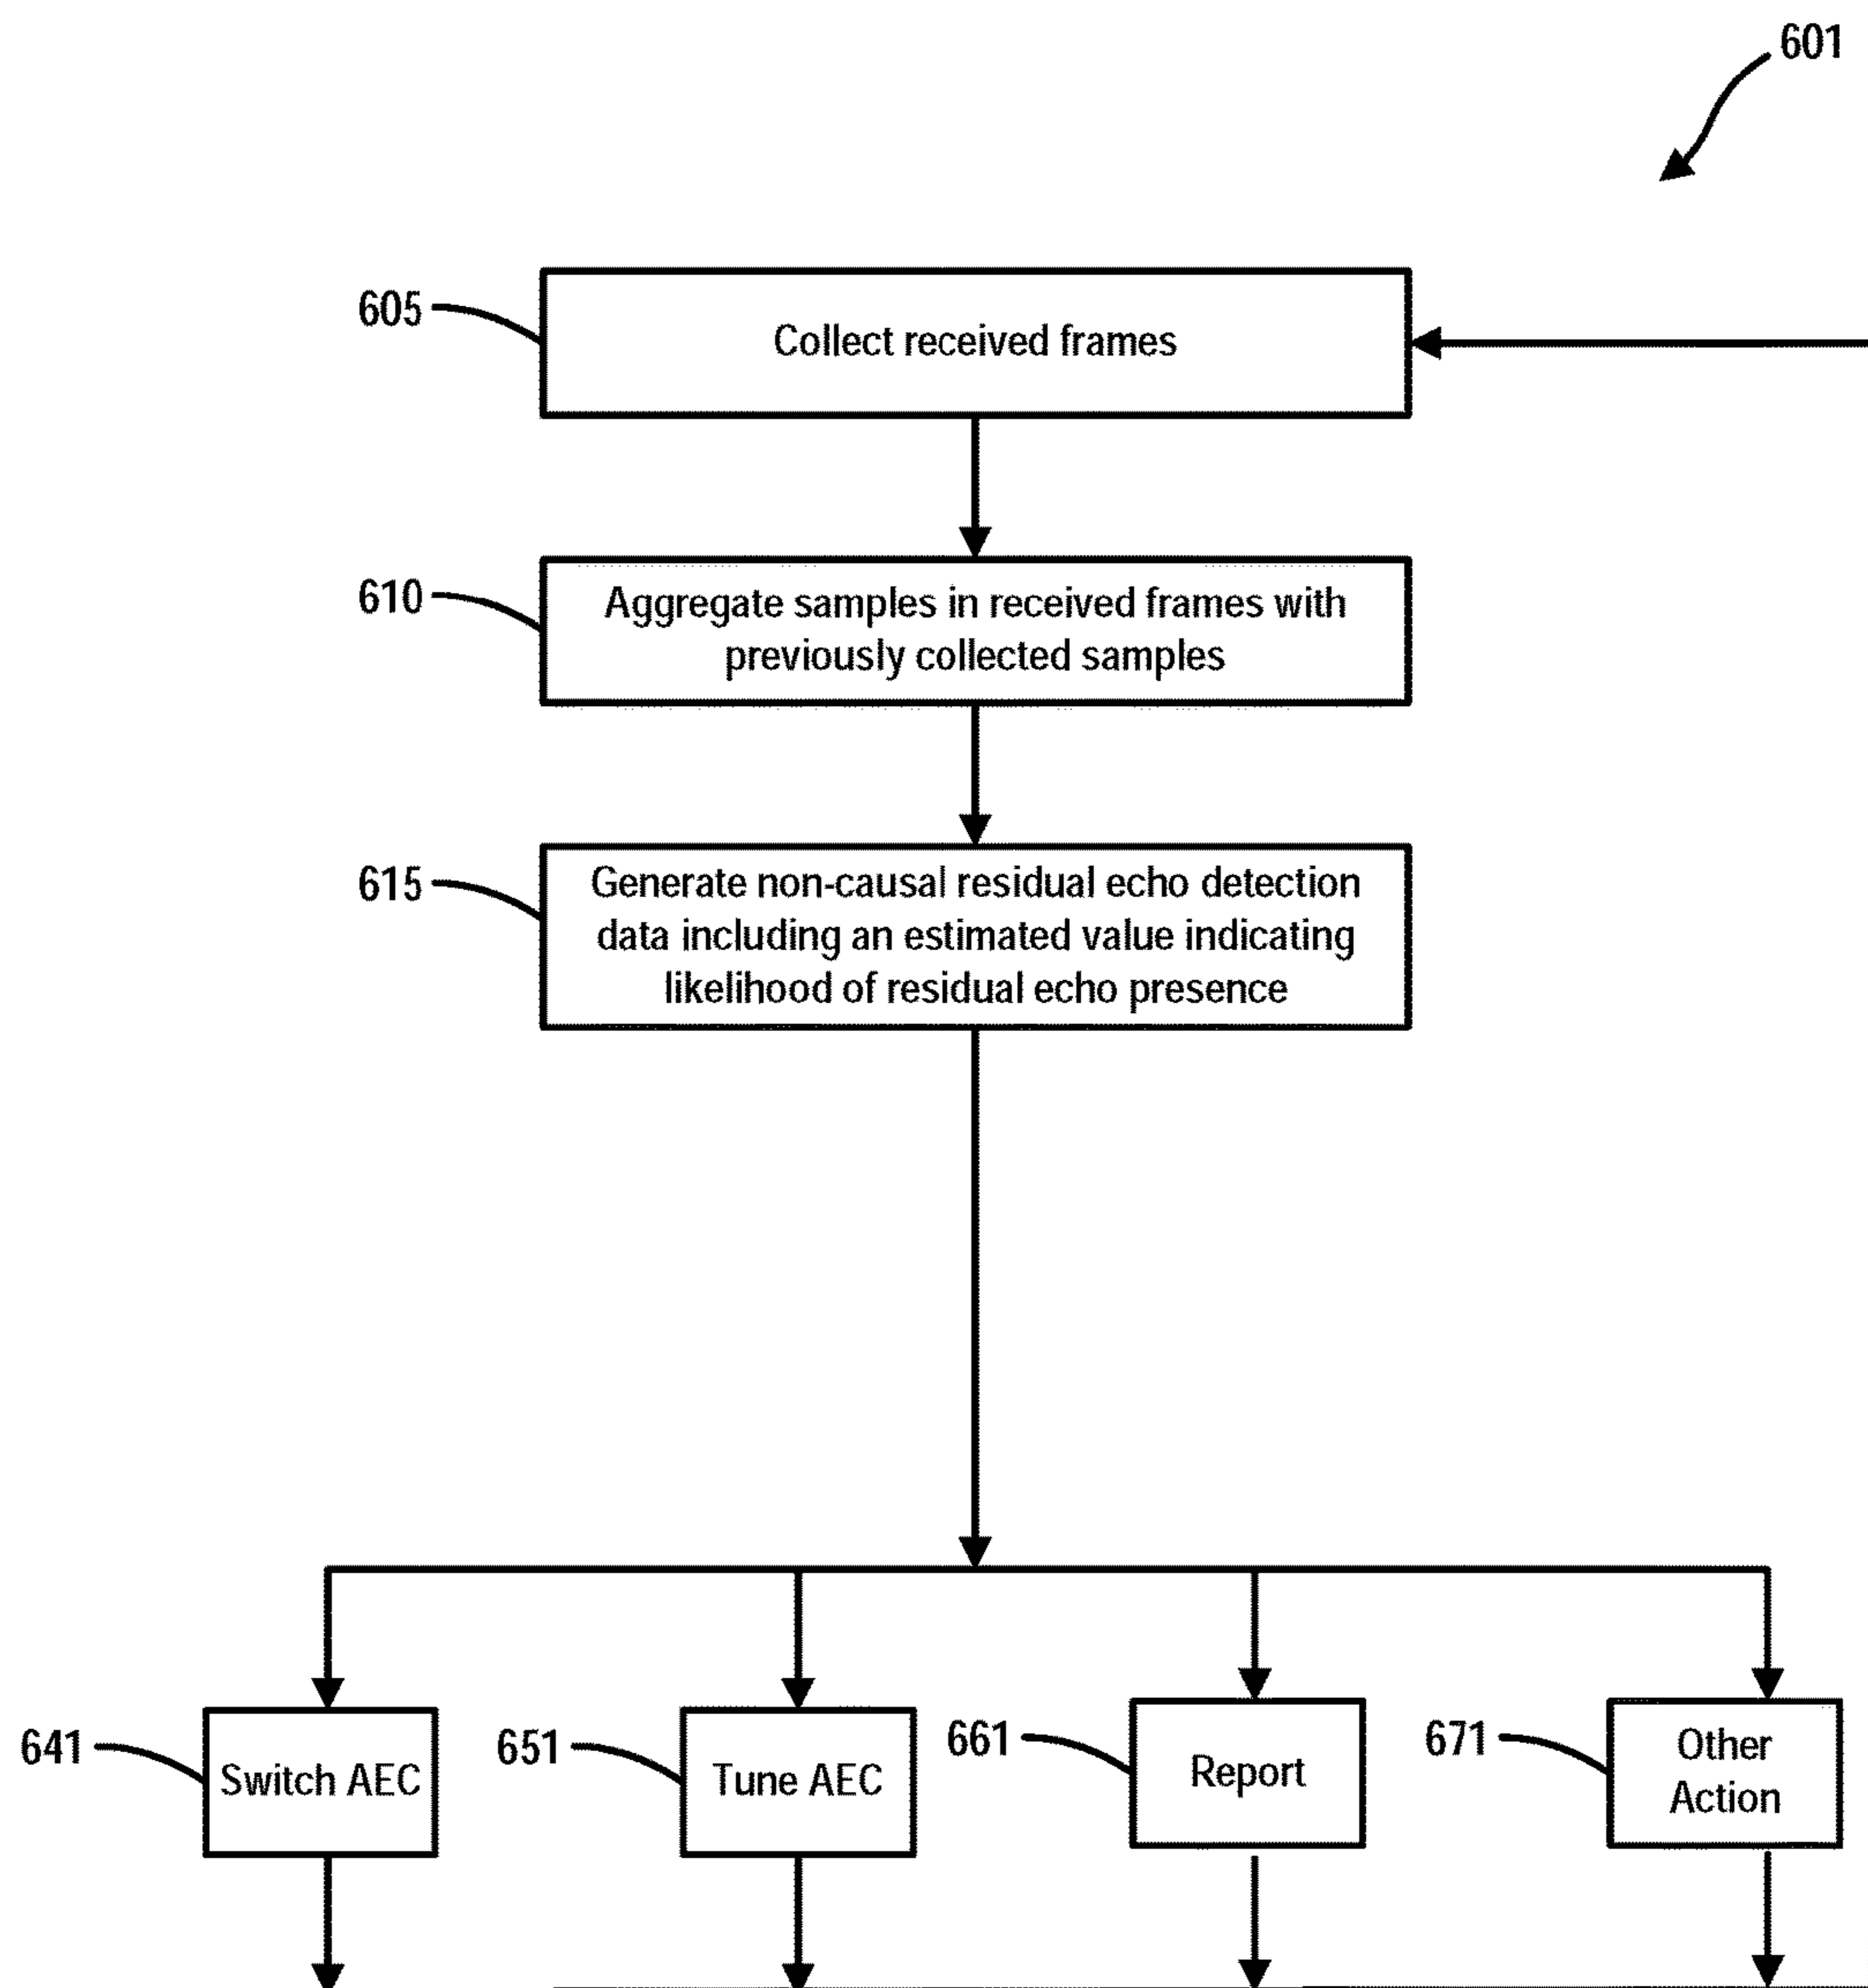 601
605
Collect received frames
610
Aggregate samples in received frames with
previously collected samples
615
Generate non-causal residual echo detection
data including an estimated value indicating
likelihood of residual echo presence
641
Switch AEC
651
Tune AEC
661
Report
671
Other
Action